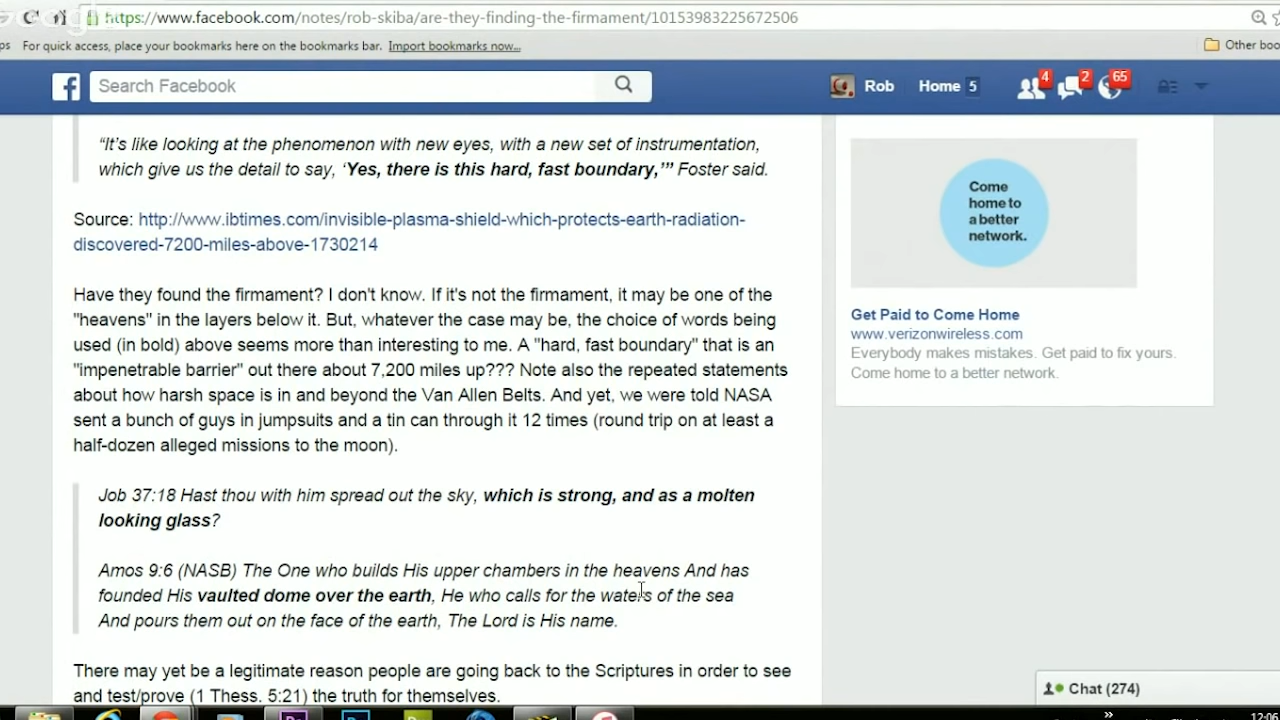 https://www.facebook.com/notes/rob-skiba/are-they-finding-the-firmament/10153983225672506
ps For quick access, place your bookmarks here on the bookmarks bar. Import bookmarks now...
Other boo
Search Facebook
Rob
Home 5
4
2
65
“It’s like looking at the phenomenon with new eyes, with a new set of instrumentation,
which give us the detail to say, ‘Yes, there is this hard, fast boundary,’” Foster said.
Source: http://www.ibtimes.com/invisible-plasma-shield-which-protects-earth-radiation-
discovered-7200-miles-above-1730214
Have they found the firmament? I don't know. If it's not the firmament, it may be one of the
"heavens" in the layers below it. But, whatever the case may be, the choice of words being
used (in bold) above seems more than interesting to me. A "hard, fast boundary" that is an
"impenetrable barrier" out there about 7,200 miles up??? Note also the repeated statements
about how harsh space is in and beyond the Van Allen Belts. And yet, we were told NASA
sent a bunch of guys in jumpsuits and a tin can through it 12 times (round trip on at least a
half-dozen alleged missions to the moon).
Job 37:18 Hast thou with him spread out the sky, which is strong, and as a molten
looking glass?
Amos 9:6 (NASB) The One who builds His upper chambers in the heavens And has
founded His vaulted dome over the earth, He who calls for the waters of the sea
And pours them out on the face of the earth, The Lord is His name.
There may yet be a legitimate reason people are going back to the Scriptures in order to see
and test/prove (1 Thess. 5:21) the truth for themselves.
Come
home to
a better
network.
Get Paid to Come Home
www.verizonwireless.com
Everybody makes mistakes. Get paid to fix yours.
Come home to a better network.
Chat (274)
12:06